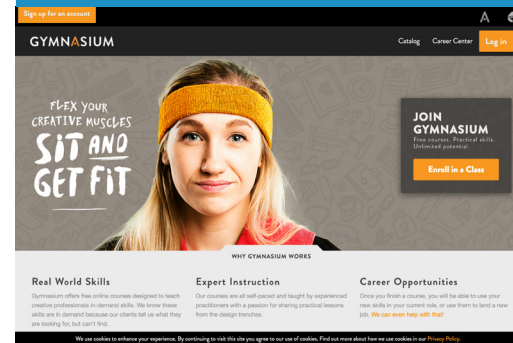 Sign up for an account
A
GYMNASIUM
Catalog Career Center Log in
FLEX YOUR
CREATIVE MUSCLES
SIT AND
GET FIT
JOIN
GYMNASIUM
Free courses. Practical skills.
Unlimited potential.
Enroll in a Class
WHY GYMNASIUM WORKS
Real World Skills
Gymnasium offers free online courses designed to teach
creative professionals in-demand skills. We know these
skills are in demand because our clients tell us what they
are looking for, but can't find.
Expert Instruction
Our courses are all self-paced and taught by experienced
practitioners with a passion for sharing practical lessons
from the design trenches.
Career Opportunities
Once you finish a course, you will be able to use your
new skills in your current role, or use them to land a new
job. We can even help with that!
We use cookies to enhance your experience. By continuing to visit this site you agree to our use of cookies. Find out more about how we use cookies in our Privacy Policy.